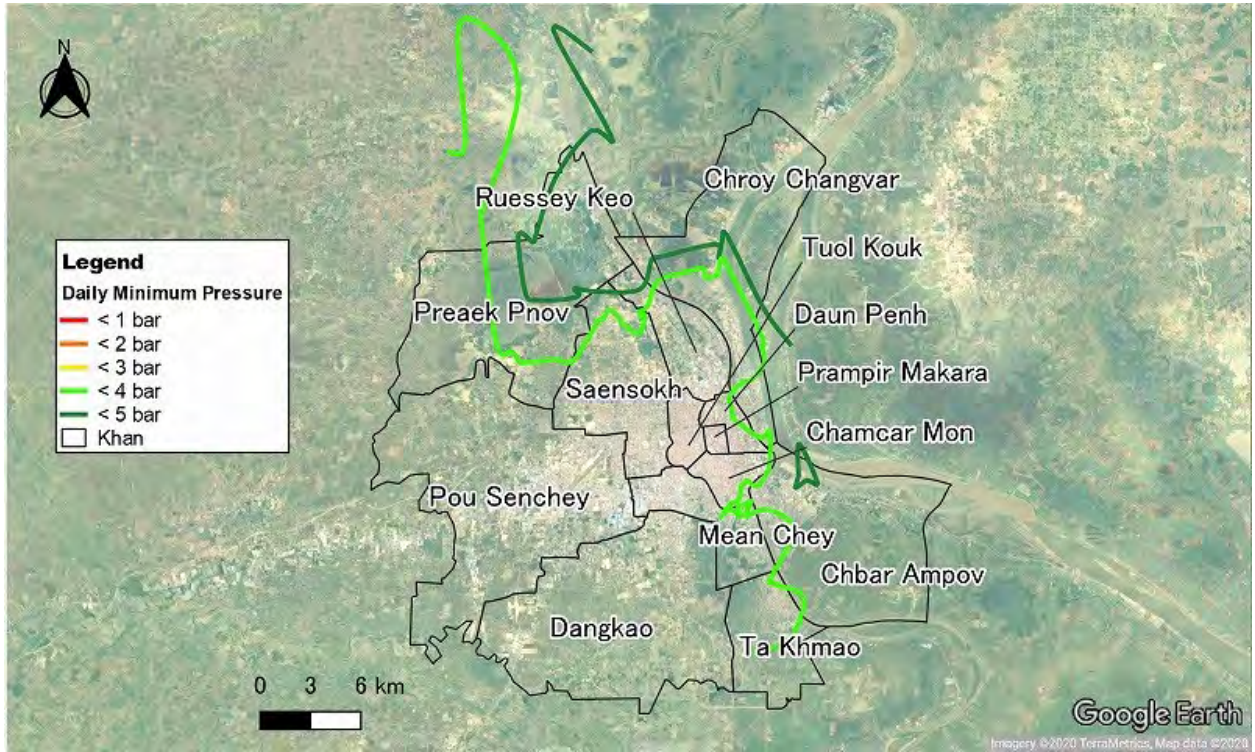 N
Ruessey Keo
Chroy Changvar
Tuol Kouk
Legend
Daily Minimum Pressure
< 1 bar
< 2 bar
< 3 bar
< 4 bar
< 5 bar
Khan
Preaek Pnov
Daun Penh
Prampir Makara
Saensokh
Chamcar Mon
Pou Senchey
Mean Chey
Chbar Ampov
Dangkao
Ta Khmao
0 3 6 km
Google Earth
Imagery ©2020 TerraMetrics, Map data ©2020